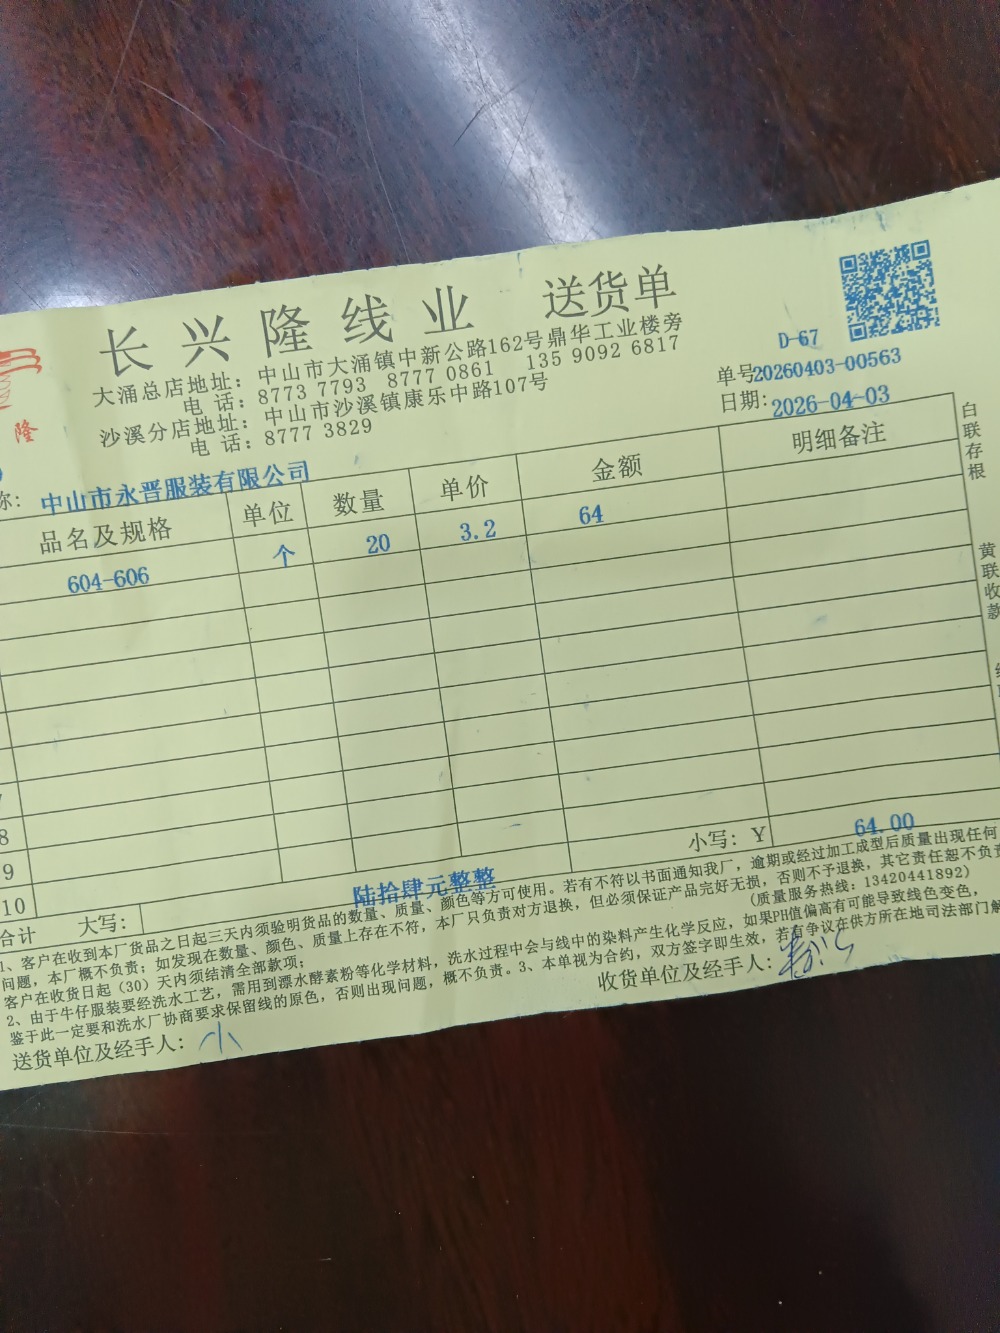 长兴隆线业 送货单
D-67
隆
大涌总店地址：中山市大涌镇中新公路162号鼎华工业楼旁
电 话：8773 7793 8777 0861 135 9092 6817
沙溪分店地址：中山市沙溪镇康乐中路107号
电 话：8777 3829
单号20260403-00563
日期：2026-04-03
称：中山市永晋服装有限公司
品名及规格 单位 数量 单价 金额 明细备注
604-606 个 20 3.2 64
8
9
10
小写：￥ 64.00
合计 大写：陆拾肆元整整
1、客户在收到本厂货品之日起三天内须验明货品的数量、质量、颜色等方可使用。若有不符以书面通知我厂，逾期或经过加工成型后质量出现任何
问题，本厂概不负责；如发现在数量、颜色、质量上存在不符，本厂只负责对方退换，但必须保证产品完好无损，否则不予退换，其它责任恕不负责
客户在收货日起（30）天内须结清全部款项；（质量服务热线：13420441892）
2、由于牛仔服装要经洗水工艺，需用到漂水酵素粉等化学材料，洗水过程中会与线中的染料产生化学反应，如果PH值偏高有可能导致线色变色，
鉴于此一定要和洗水厂协商要求保留线的原色，否则出现问题，概不负责。3、本单视为合约，双方签字即生效，若有争议在供方所在地司法部门解
送货单位及经手人：小
收货单位及经手人：
白联存根
黄联收款